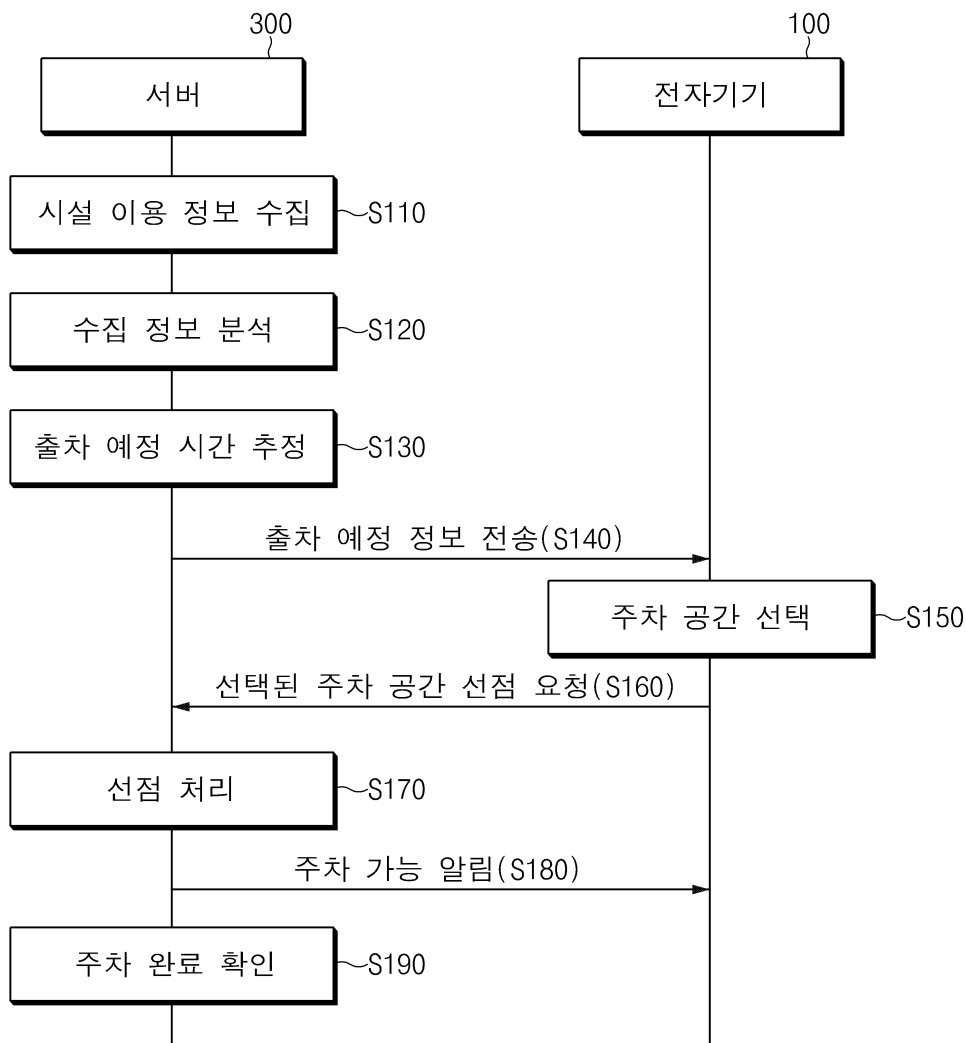 300
100
서버
전자기기
시설 이용 정보 수집
S110
수집 정보 분석
S120
출차 예정 시간 추정
S130
출차 예정 정보 전송(S140)
주차 공간 선택
S150
선택된 주차 공간 선점 요청(S160)
선점 처리
S170
주차 가능 알림(S180)
주차 완료 확인
S190